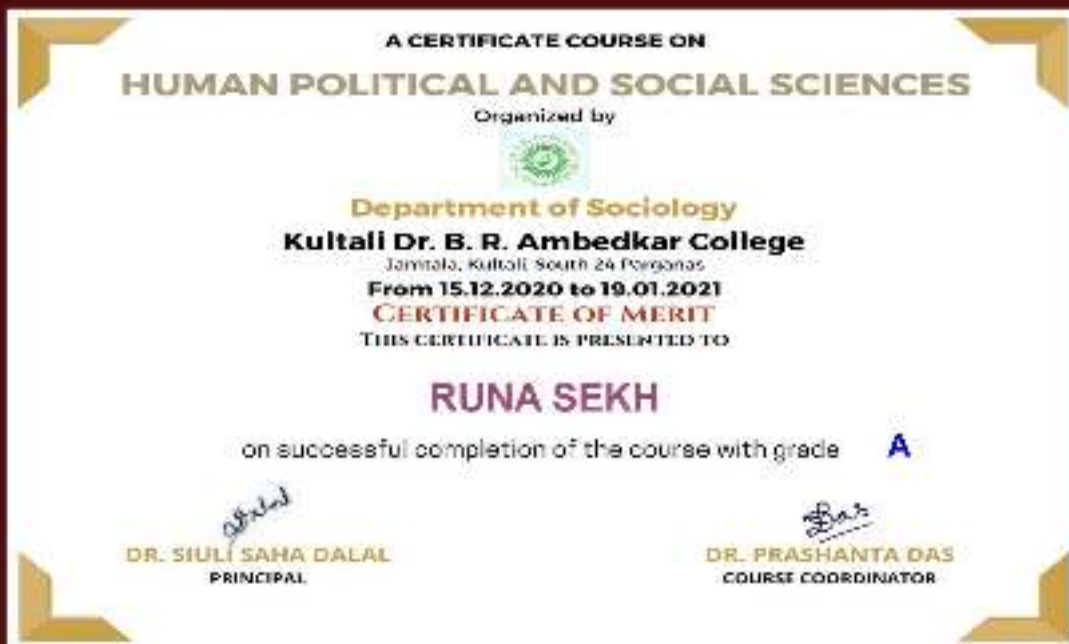 A CERTIFICATE COURSE ON
HUMAN POLITICAL AND SOCIAL SCIENCES
Organized by
Department of Sociology
Kultali Dr. B. R. Ambedkar College
Jamtala, Kultali, South 24 Parganas
From 15.12.2020 to 19.01.2021
CERTIFICATE OF MERIT
THIS CERTIFICATE IS PRESENTED TO
RUNA SEKH
on successful completion of the course with grade A
Das
DR. SIULI SAHA DALAL DR. PRASHANTA DAS
PRINCIPAL COURSE COORDINATOR